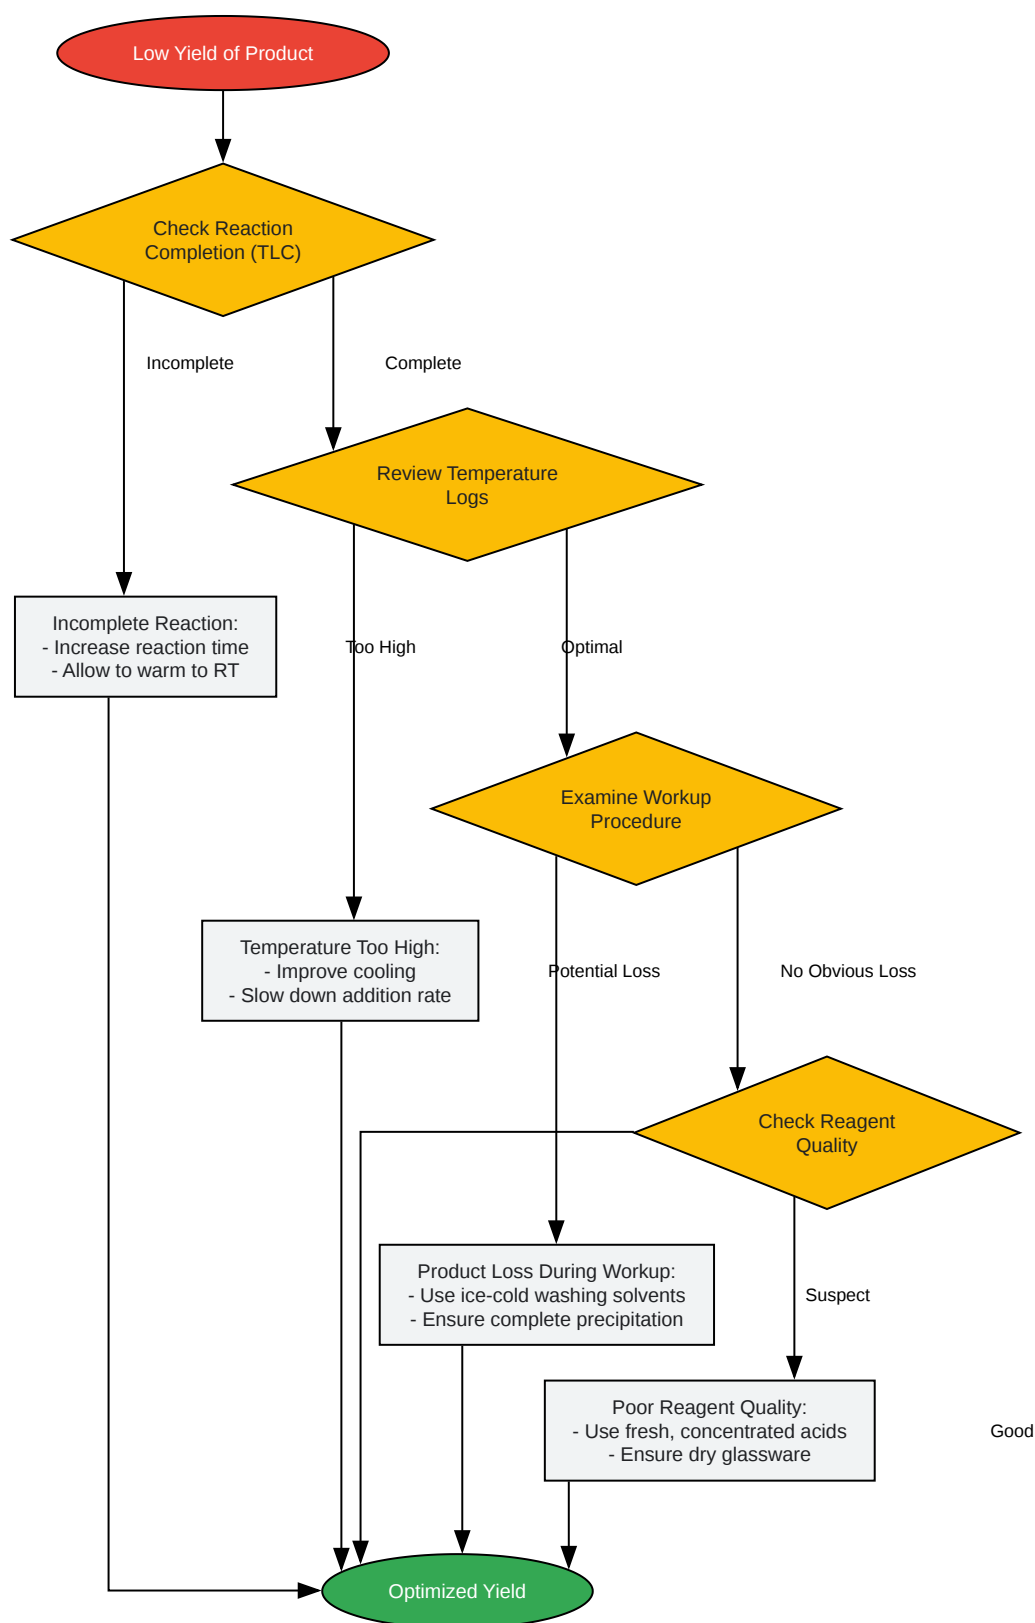 Low Yield of Product
Check Reaction
Completion (TLC)
Incomplete
Complete
Review Temperature
Logs
Incomplete Reaction:
- Increase reaction time
- Allow to warm to RT
Too High
Optimal
Examine Workup
Procedure
Temperature Too High:
- Improve cooling
- Slow down addition rate
Potential Loss
No Obvious Loss
Check Reagent
Quality
Product Loss During Workup:
- Use ice-cold washing solvents
- Ensure complete precipitation
Suspect
Poor Reagent Quality:
- Use fresh, concentrated acids
- Ensure dry glassware
Good
Optimized Yield